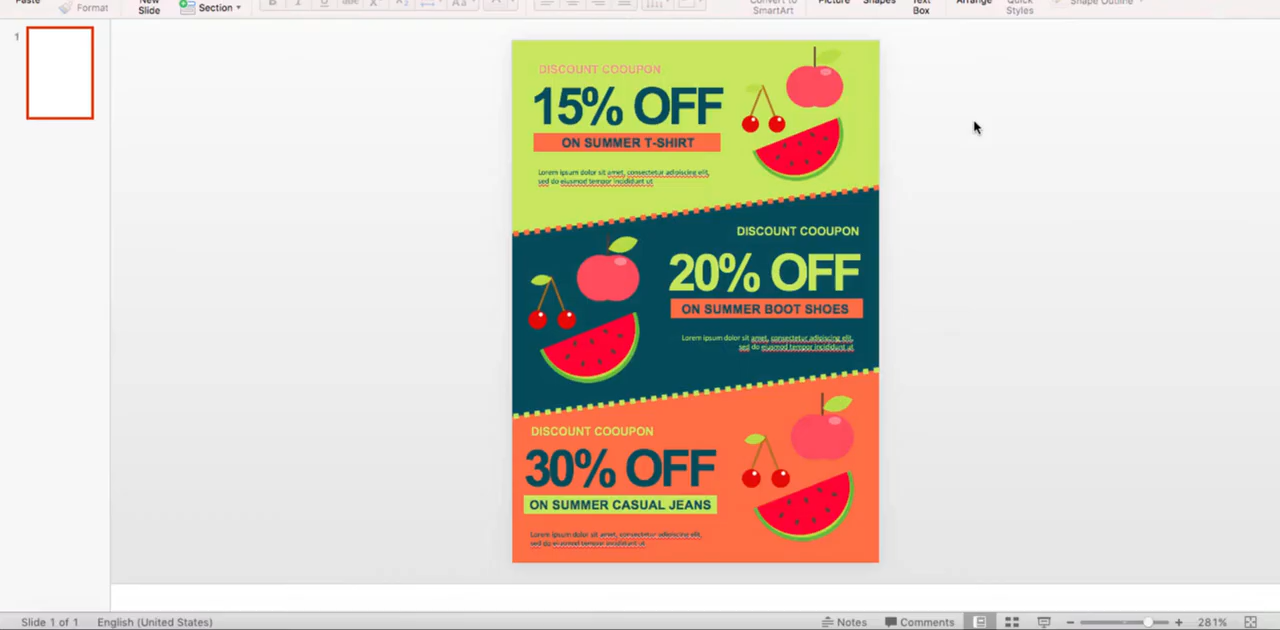 Paste
Format
New
Slide
Section
Convert to
SmartArt
Picture
Shapes
Text
Box
Arrange
Quick
Styles
Shape Outline
1
DISCOUNT COOUPON
15% OFF
ON SUMMER T-SHIRT
Lorem ipsum dolor sit amet, consectetur adipiscing elit,
sed do eiusmod tempor incididunt ut
DISCOUNT COOUPON
20% OFF
ON SUMMER BOOT SHOES
Lorem ipsum dolor sit amet, consectetur adipiscing elit,
sed do eiusmod tempor incididunt ut
DISCOUNT COOUPON
30% OFF
ON SUMMER CASUAL JEANS
Lorem ipsum dolor sit amet, consectetur adipiscing elit,
sed do eiusmod tempor incididunt ut
Slide 1 of 1
English (United States)
Notes
Comments
281%